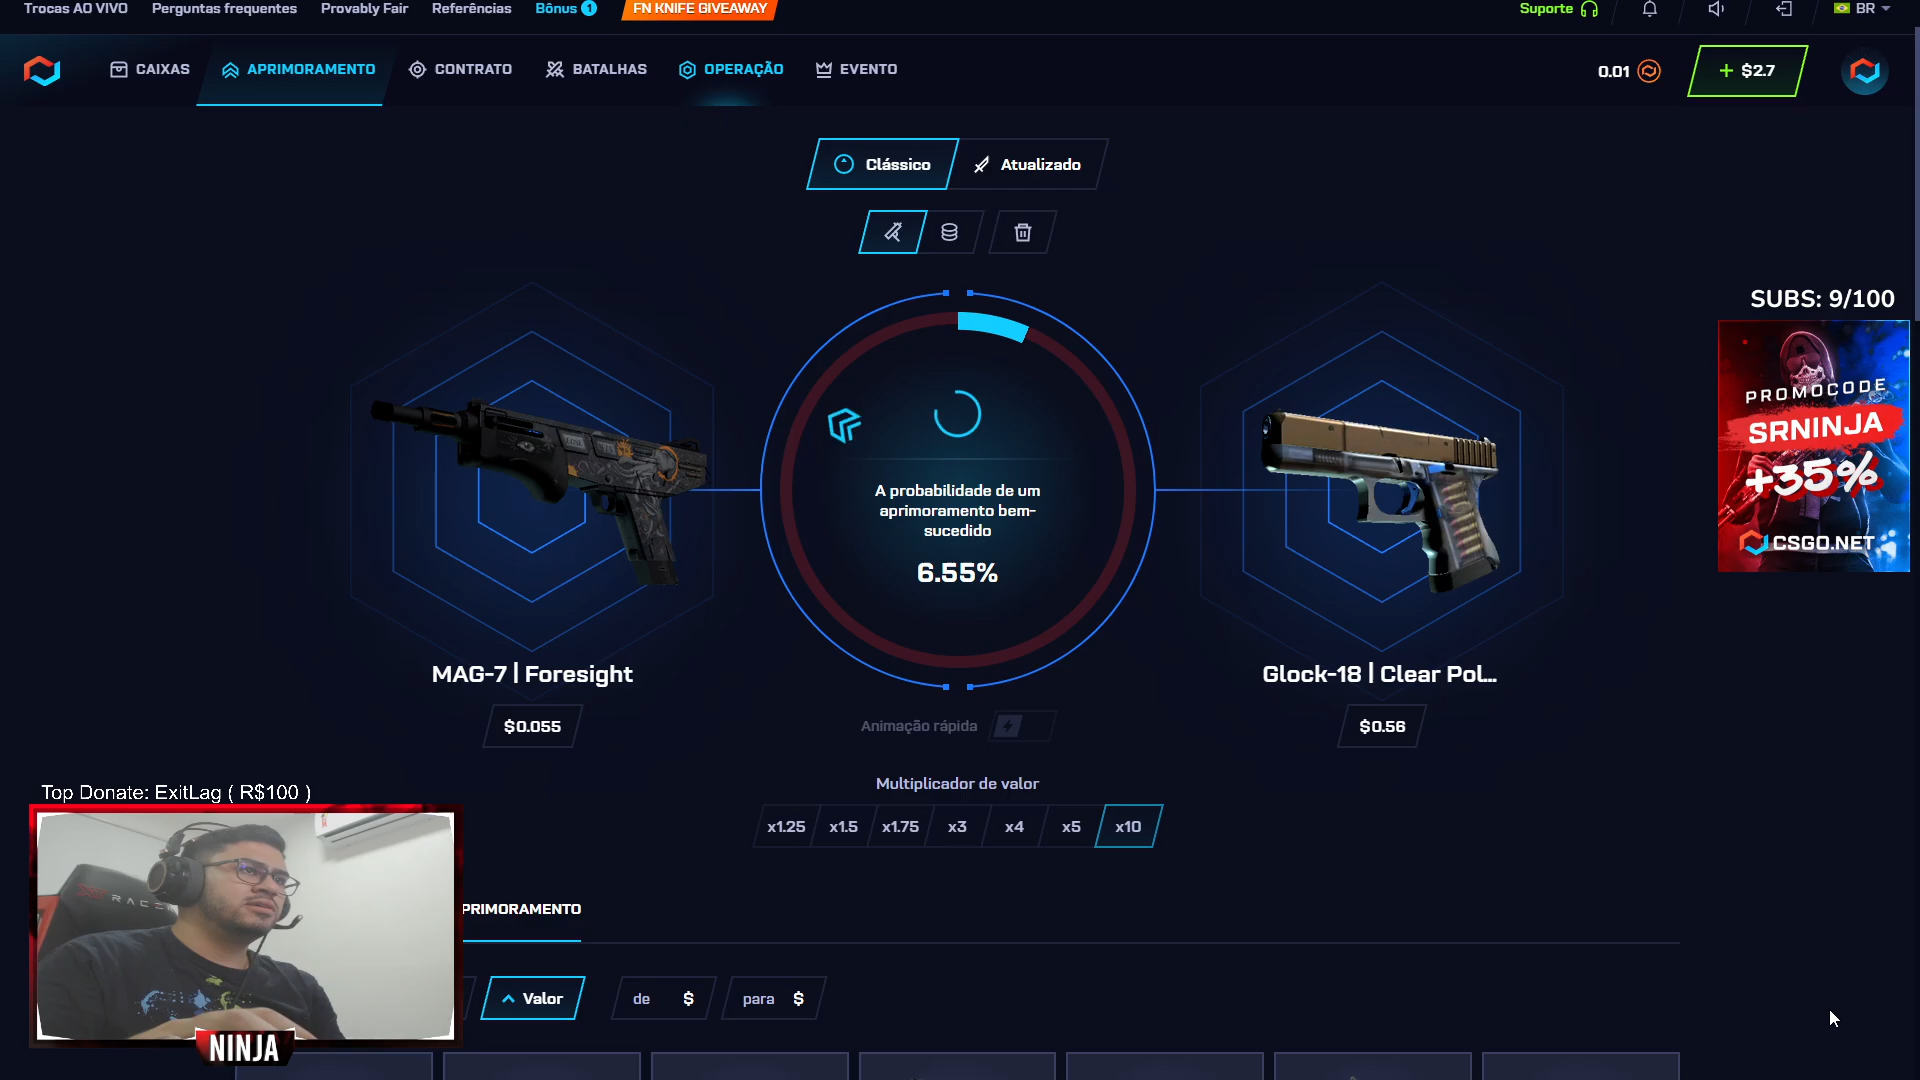 Trocas AO VIVO
Perguntas frequentes
Provably Fair
Referências
Bônus 1
FN KNIFE GIVEAWAY
Suporte
BR
CAIXAS
APRIMORAMENTO
CONTRATO
BATALHAS
OPERAÇÃO
EVENTO
0.01
+ $2.7
Clássico
Atualizado
SUBS: 9/100
PROMOCODE
SRNINJA
+35%
CSGO.NET
A probabilidade de um
aprimoramento bem-
sucedido
6.55%
MAG-7 | Foresight
$0.055
Glock-18 | Clear Pol...
$0.56
Animação rápida
Multiplicador de valor
x1.25
x1.5
x1.75
x3
x4
x5
x10
Top Donate: ExitLag ( R$100 )
PRIMORAMENTO
Valor
de $
para $
NINJA